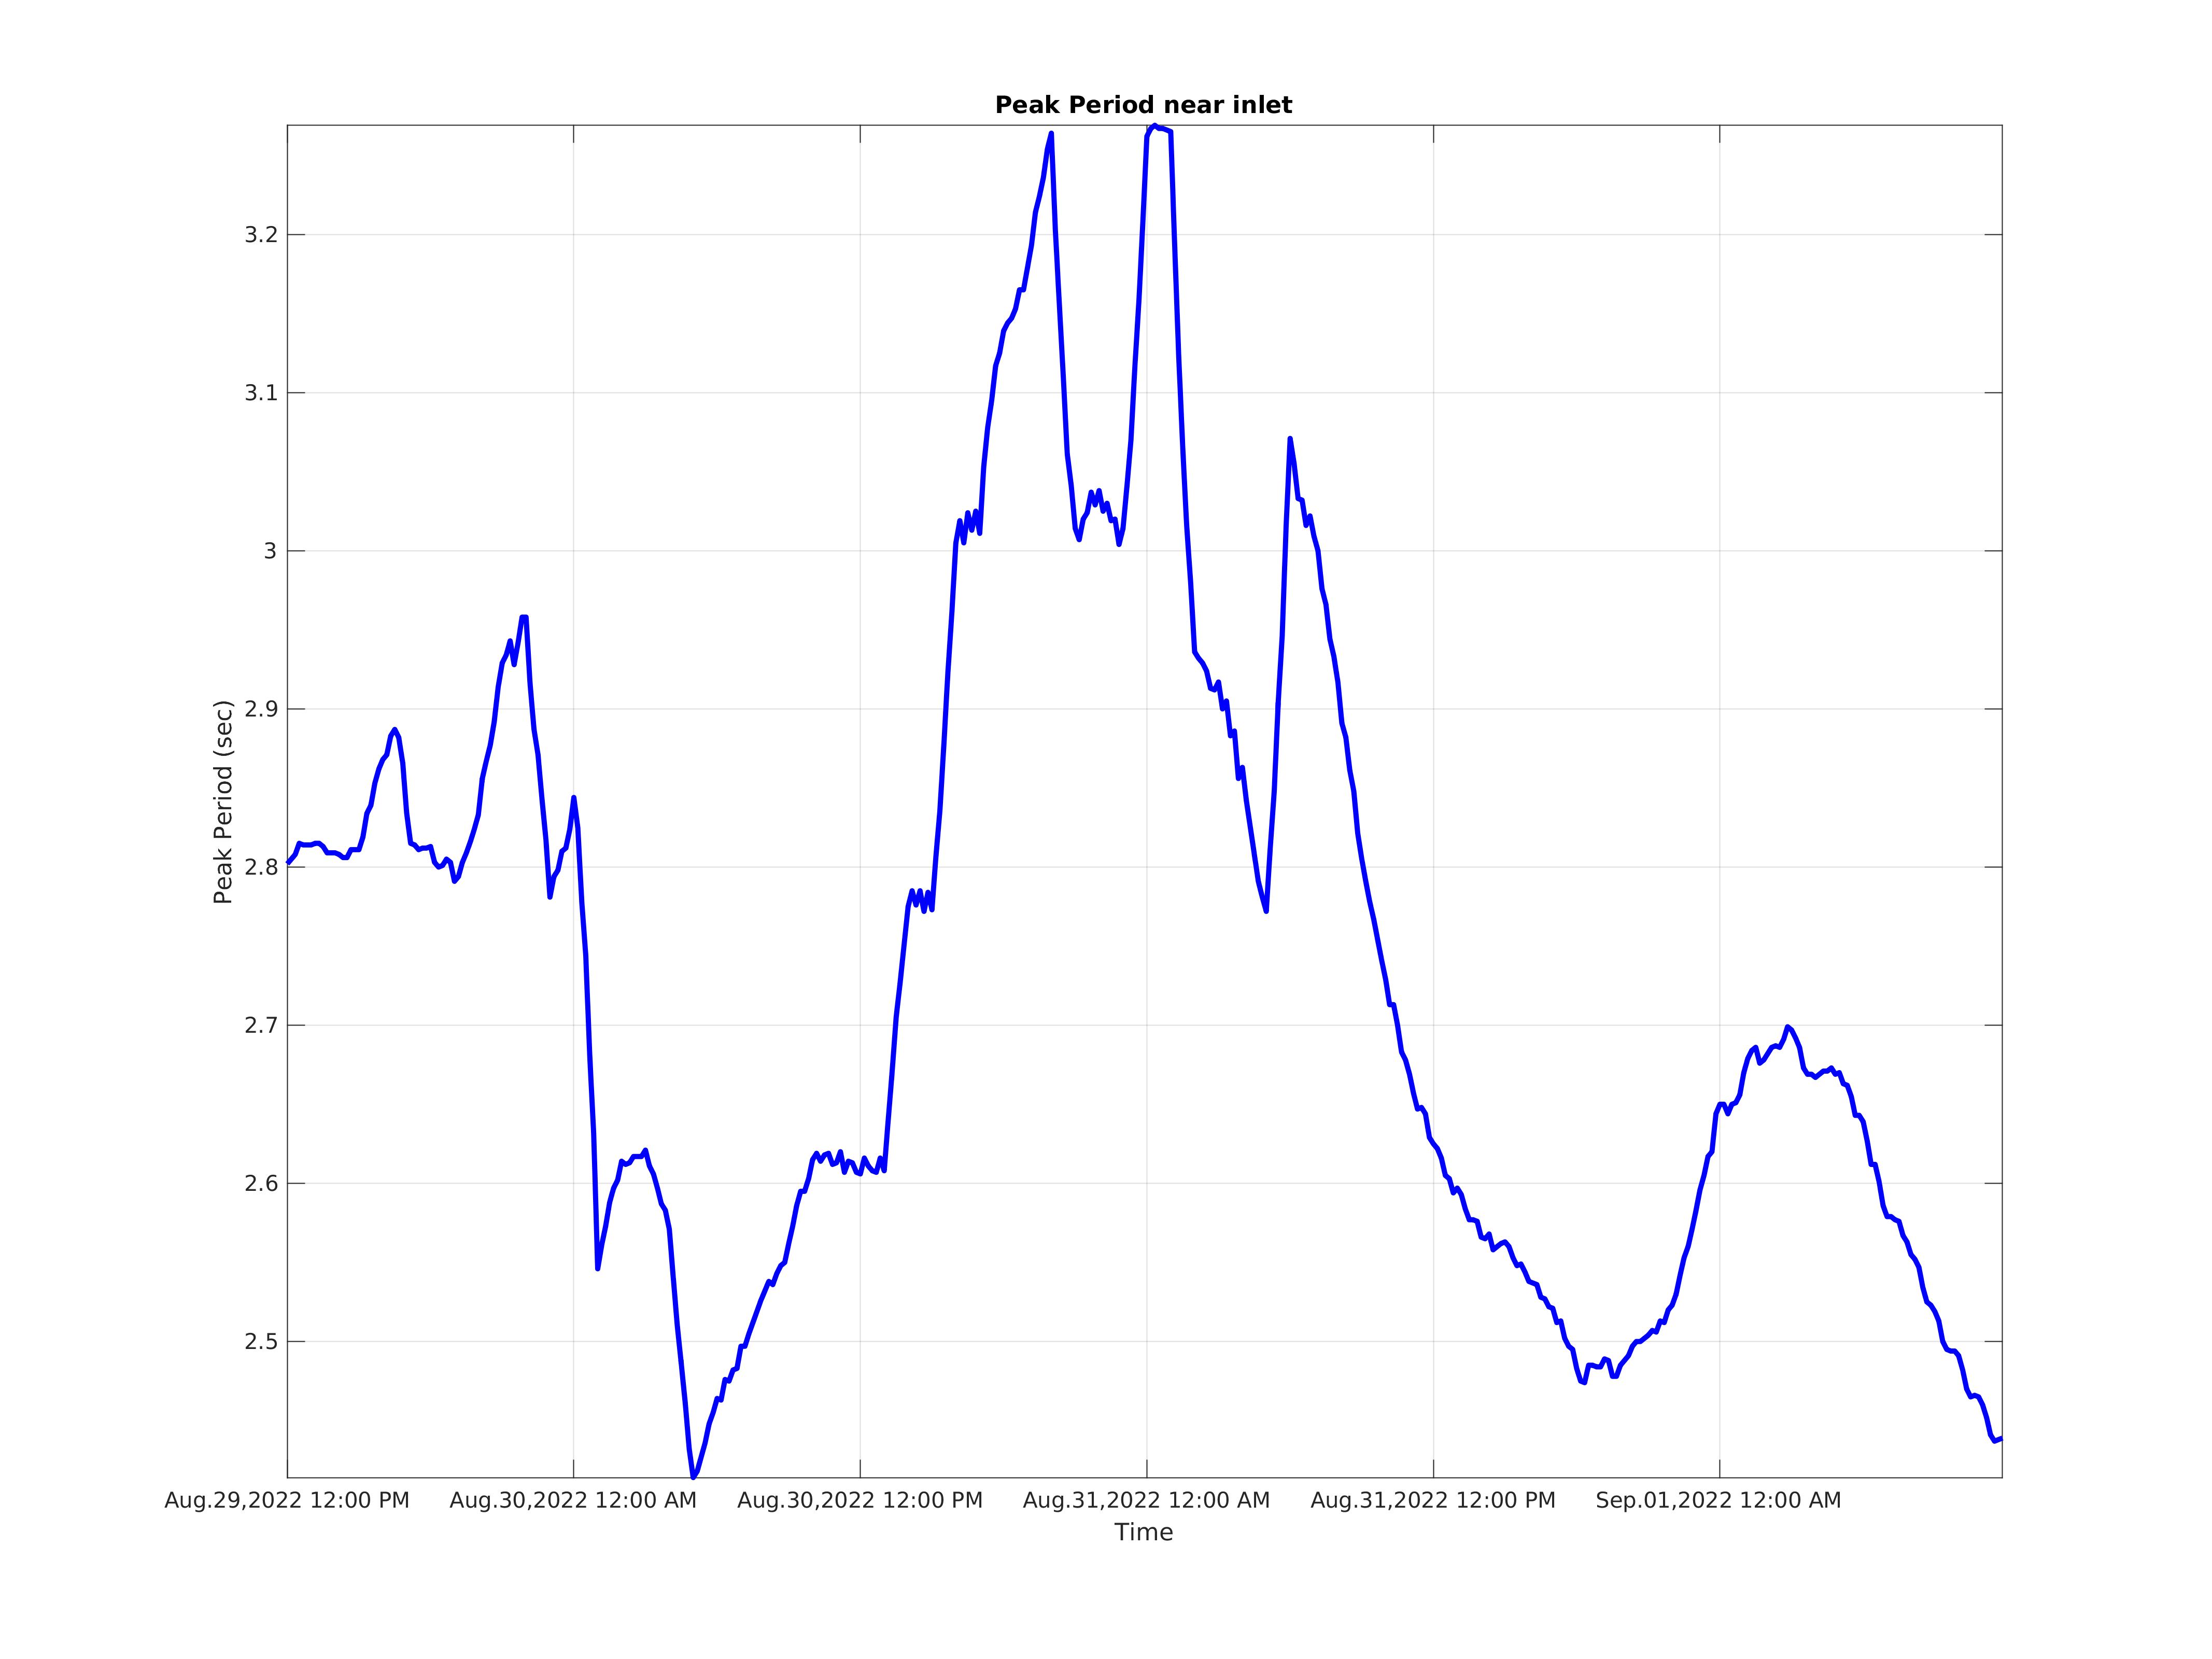 Peak Period near inlet
Peak Period (sec)
3.2
3.1
3
2.9
2.8
2.7
2.6
2.5
Aug.29,2022 12:00 PM
Aug.30,2022 12:00 AM
Aug.30,2022 12:00 PM
Aug.31,2022 12:00 AM
Aug.31,2022 12:00 PM
Sep.01,2022 12:00 AM
Time